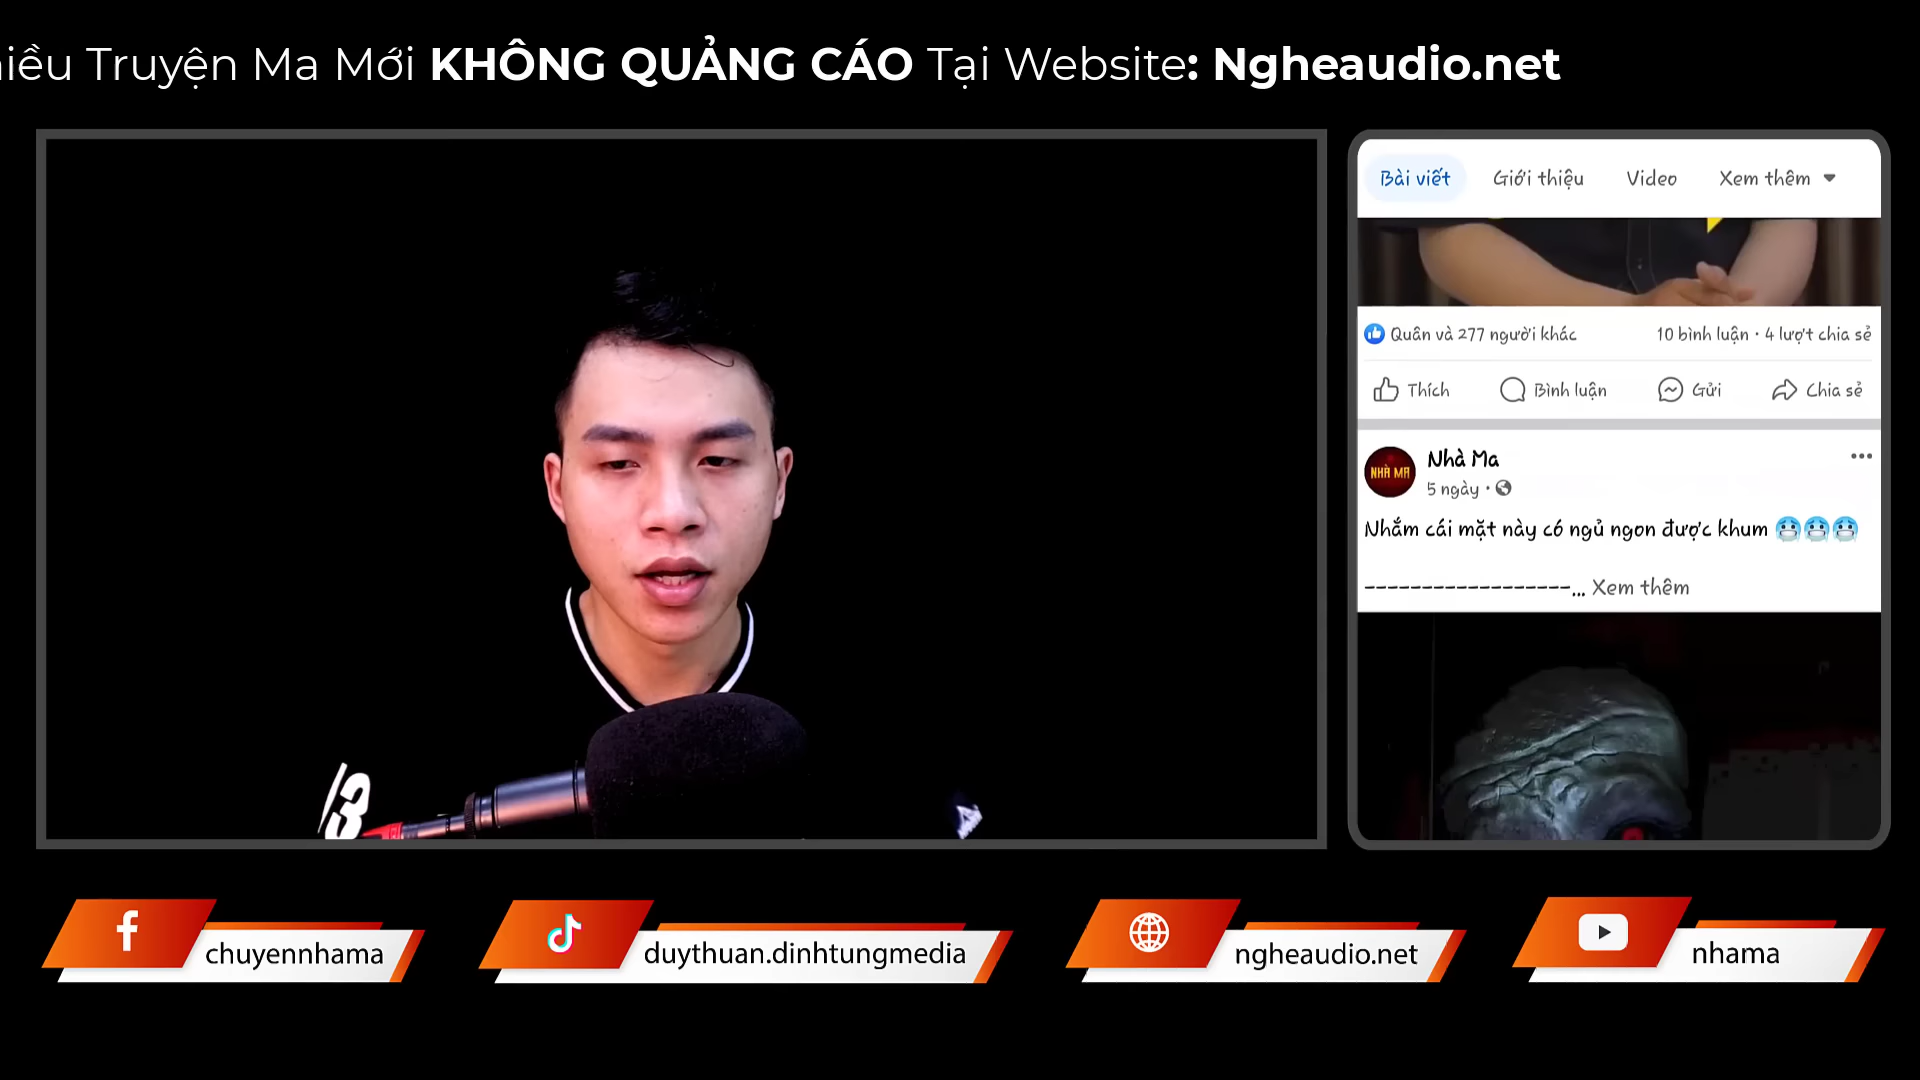 iều Truyện Ma Mới KHÔNG QUẢNG CÁO Tại Website: Ngheaudio.net
Bài viết Giới thiệu Video Xem thêm
Quân và 277 người khác 10 bình luận · 4 lượt chia sẻ
Thích Bình luận Gửi Chia sẻ
NHÀ MA
Nhà Ma
5 ngày ·
Nhắm cái mặt này có ngủ ngon được khum 🥶🥶🥶
------------------... Xem thêm
/3
chuyennhama
duythuan.dinhtungmedia
ngheaudio.net
nhama